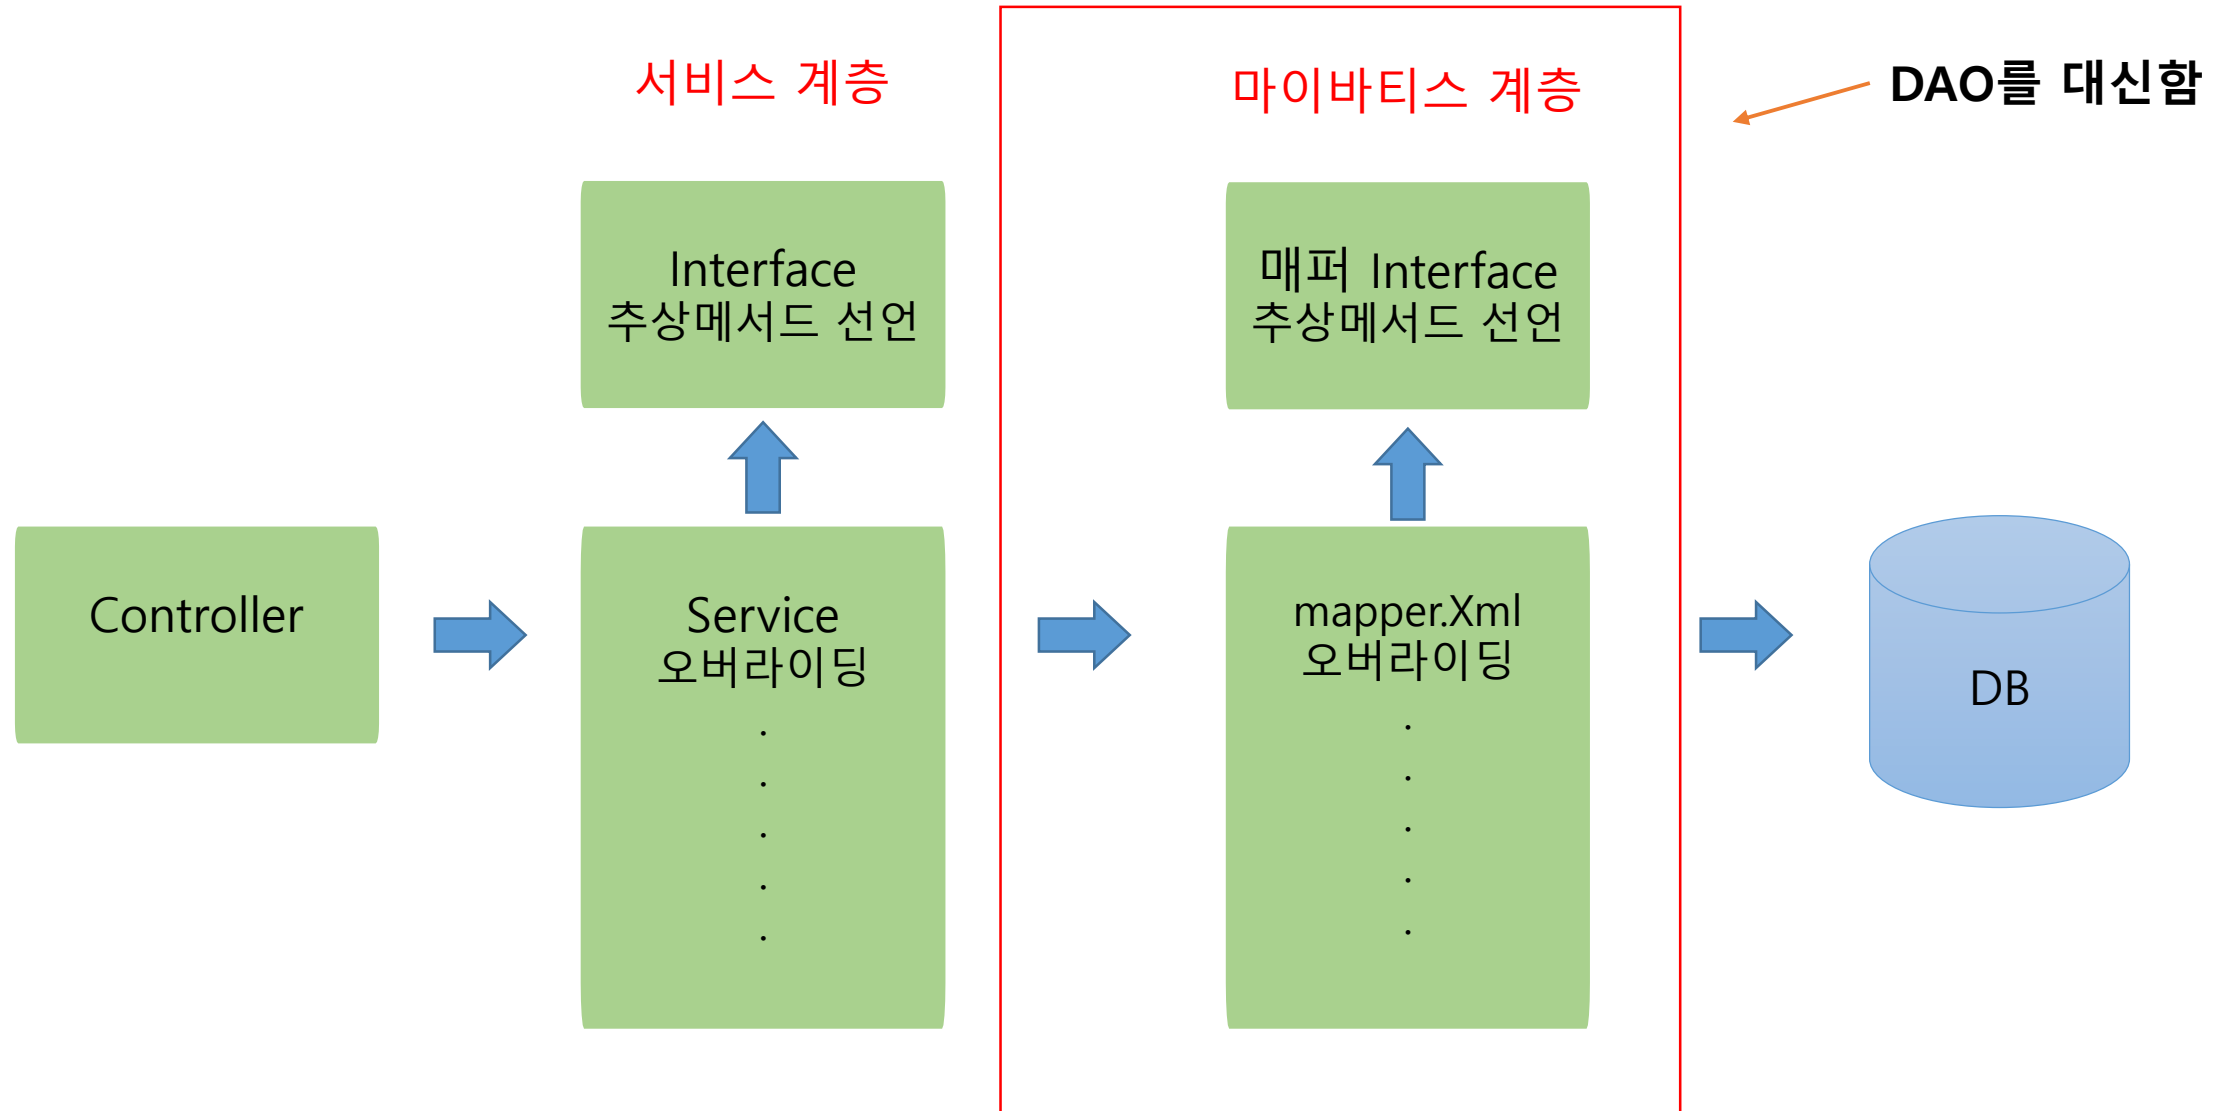 서비스 계층
마이바티스 계층
DAO를 대신함
Interface
추상메서드 선언
매퍼 Interface
추상메서드 선언
Controller
Service
오버라이딩
.
.
.
.
.
mapper.Xml
오버라이딩
.
.
.
.
.
DB